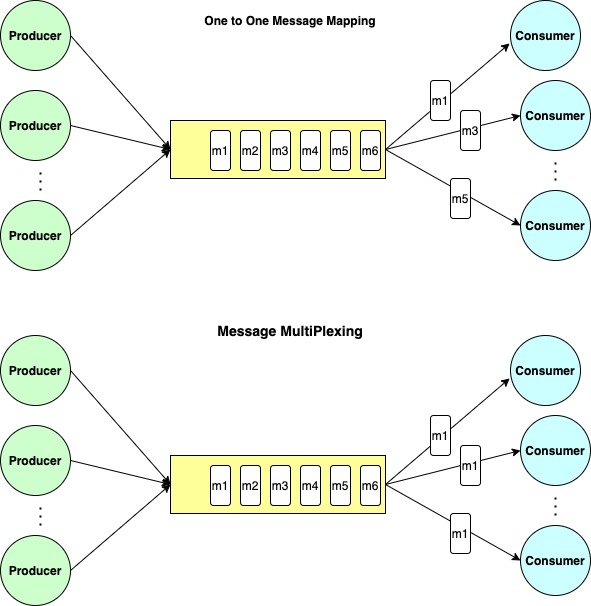 One to One Message Mapping
Producer
Consumer
m1
Producer
Consumer
m3
m1 m2 m3 m4 m5 m6
m5
Producer
Consumer
Message MultiPlexing
Producer
Consumer
m1
Producer
Consumer
m1
m1 m2 m3 m4 m5 m6
m1
Producer
Consumer